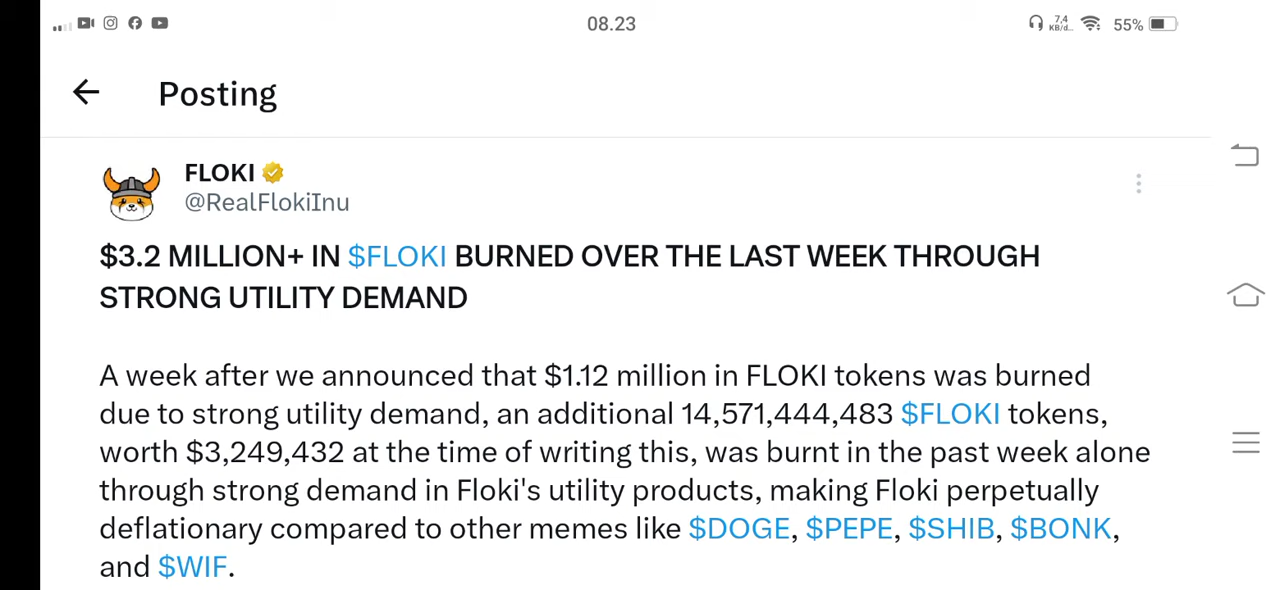 08.23
7,4
KB/d...
55%
Posting
FLOKI
@RealFlokiInu
$3.2 MILLION+ IN $FLOKI BURNED OVER THE LAST WEEK THROUGH
STRONG UTILITY DEMAND
A week after we announced that $1.12 million in FLOKI tokens was burned
due to strong utility demand, an additional 14,571,444,483 $FLOKI tokens,
worth $3,249,432 at the time of writing this, was burnt in the past week alone
through strong demand in Floki's utility products, making Floki perpetually
deflationary compared to other memes like $DOGE, $PEPE, $SHIB, $BONK,
and $WIF.